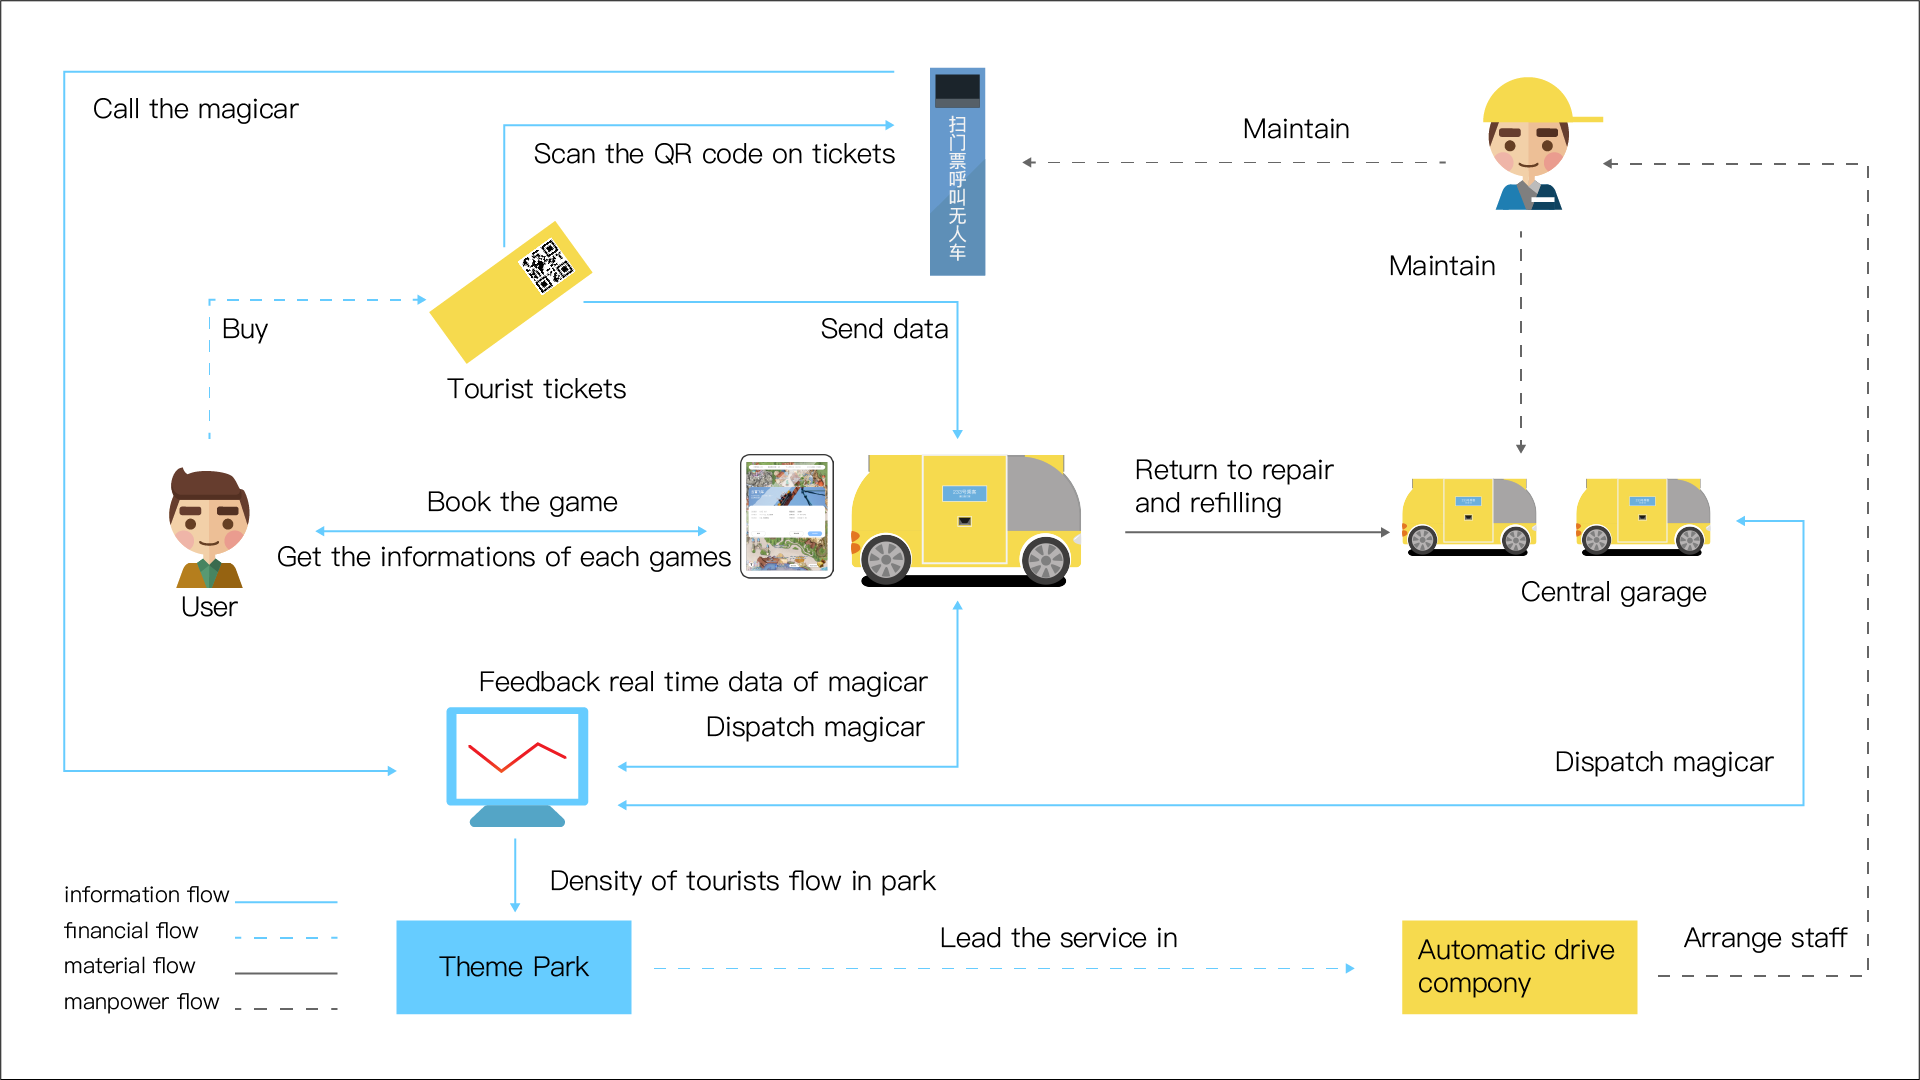 Call the magicar
Scan the QR code on tickets
扫门票呼叫无人车
Maintain
Maintain
Buy
Send data
Tourist tickets
Book the game
Get the informations of each games
User
Return to repair
and refilling
Central garage
Feedback real time data of magicar
Dispatch magicar
Dispatch magicar
Density of tourists flow in park
information flow
financial flow
material flow
manpower flow
Theme Park
Lead the service in
Automatic drive
compony
Arrange staff